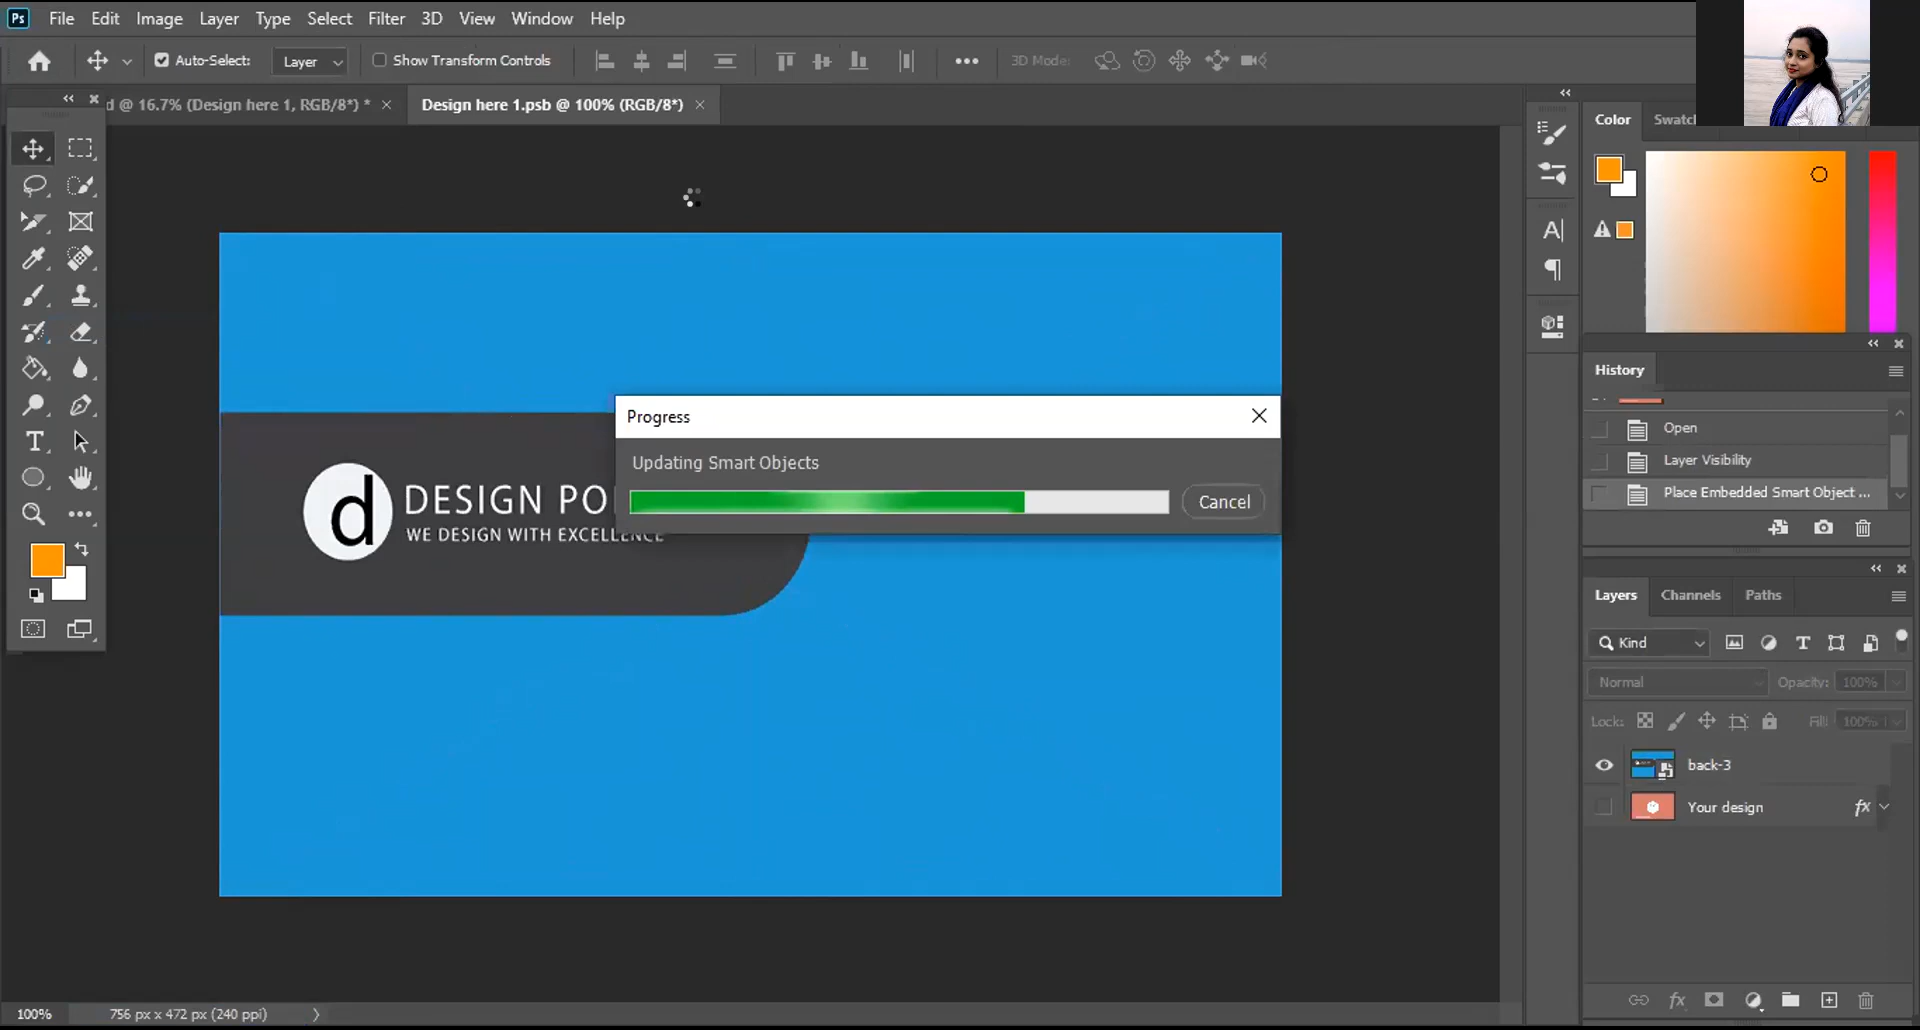 Ps File Edit Image Layer Type Select Filter 3D View Window Help
Auto-Select: Layer Show Transform Controls 3D Mode:
d @ 16.7% (Design here 1, RGB/8*) * Design here 1.psb @ 100% (RGB/8*)
Color Swatc
History
Open
Layer Visibility
Place Embedded Smart Object ...
Progress
Updating Smart Objects
Cancel
d DESIGN PO
WE DESIGN WITH EXCELLENCE
Layers Channels Paths
Kind
Normal Opacity: 100%
Lock: Fill: 100%
back-3
Your design fx
fx
100% 756 px x 472 px (240 ppi)